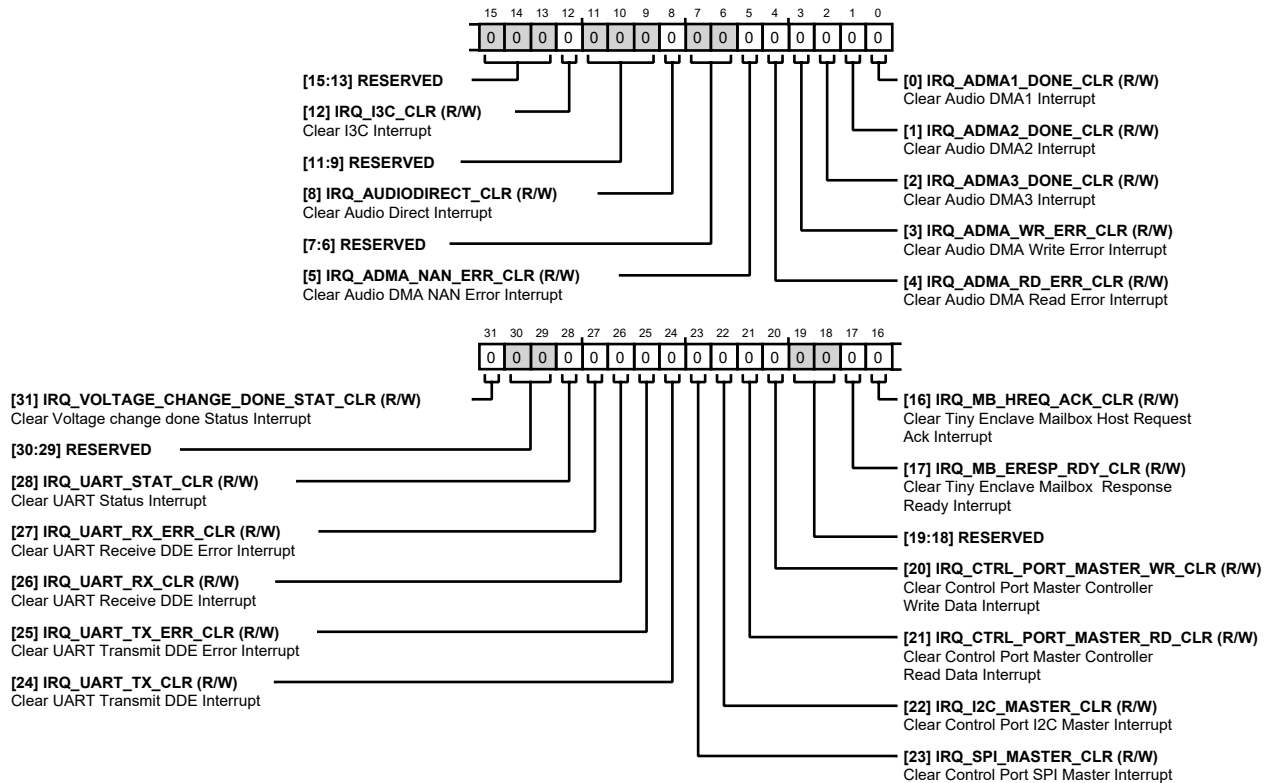 15 14 13 12 11 10 9 8 7 6 5 4 3 2 1 0
0 0 0 0 0 0 0 0 0 0 0 0 0 0 0 0
[15:13] RESERVED
[12] IRQ_I3C_CLR (R/W)
Clear I3C Interrupt
[11:9] RESERVED
[8] IRQ_AUDIODIRECT_CLR (R/W)
Clear Audio Direct Interrupt
[7:6] RESERVED
[5] IRQ_ADMA_NAN_ERR_CLR (R/W)
Clear Audio DMA NAN Error Interrupt
[0] IRQ_ADMA1_DONE_CLR (R/W)
Clear Audio DMA1 Interrupt
[1] IRQ_ADMA2_DONE_CLR (R/W)
Clear Audio DMA2 Interrupt
[2] IRQ_ADMA3_DONE_CLR (R/W)
Clear Audio DMA3 Interrupt
[3] IRQ_ADMA_WR_ERR_CLR (R/W)
Clear Audio DMA Write Error Interrupt
[4] IRQ_ADMA_RD_ERR_CLR (R/W)
Clear Audio DMA Read Error Interrupt
31 30 29 28 27 26 25 24 23 22 21 20 19 18 17 16
0 0 0 0 0 0 0 0 0 0 0 0 0 0 0 0
[31] IRQ_VOLTAGE_CHANGE_DONE_STAT_CLR (R/W)
Clear Voltage change done Status Interrupt
[30:29] RESERVED
[28] IRQ_UART_STAT_CLR (R/W)
Clear UART Status Interrupt
[27] IRQ_UART_RX_ERR_CLR (R/W)
Clear UART Receive DDE Error Interrupt
[26] IRQ_UART_RX_CLR (R/W)
Clear UART Receive DDE Interrupt
[25] IRQ_UART_TX_ERR_CLR (R/W)
Clear UART Transmit DDE Error Interrupt
[24] IRQ_UART_TX_CLR (R/W)
Clear UART Transmit DDE Interrupt
[16] IRQ_MB_HREQ_ACK_CLR (R/W)
Clear Tiny Enclave Mailbox Host Request
Ack Interrupt
[17] IRQ_MB_ERESP_RDY_CLR (R/W)
Clear Tiny Enclave Mailbox Response
Ready Interrupt
[19:18] RESERVED
[20] IRQ_CTRL_PORT_MASTER_WR_CLR (R/W)
Clear Control Port Master Controller
Write Data Interrupt
[21] IRQ_CTRL_PORT_MASTER_RD_CLR (R/W)
Clear Control Port Master Controller
Read Data Interrupt
[22] IRQ_I2C_MASTER_CLR (R/W)
Clear Control Port I2C Master Interrupt
[23] IRQ_SPI_MASTER_CLR (R/W)
Clear Control Port SPI Master Interrupt